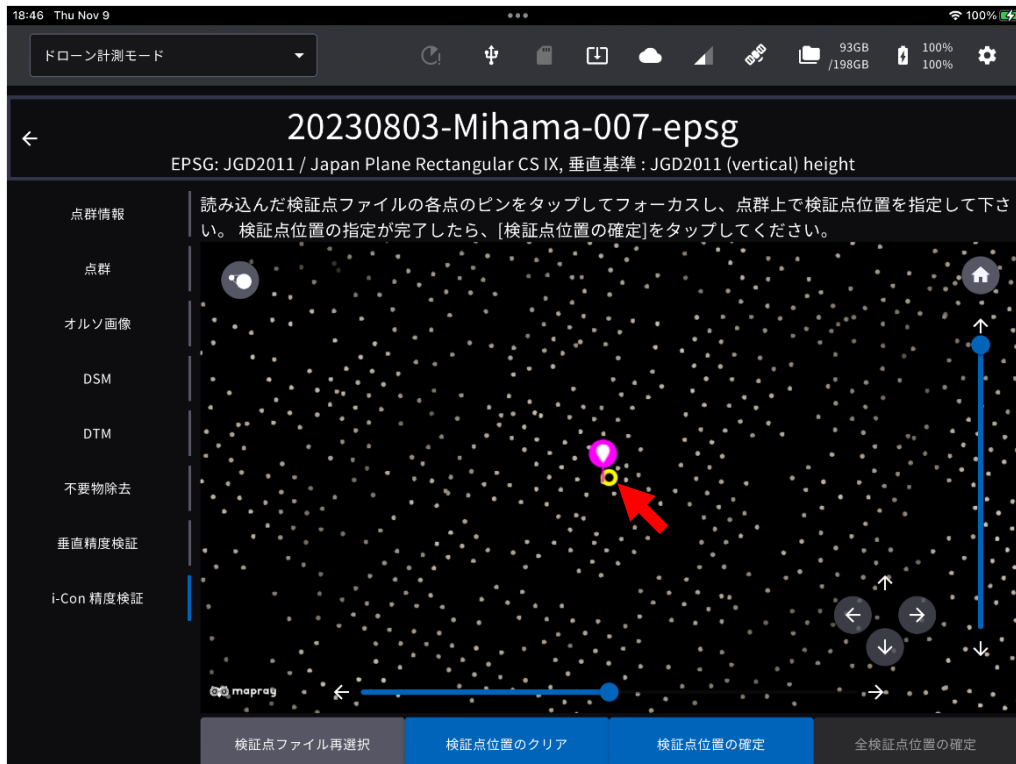 18:46 Thu Nov 9
100%
ドローン計測モード
93GB
/198GB
100%
100%
20230803-Mihama-007-epsg
EPSG: JGD2011 / Japan Plane Rectangular CS IX, 垂直基準 : JGD2011 (vertical) height
点群情報
点群
オルソ画像
DSM
DTM
不要物除去
垂直精度検証
i-Con 精度検証
読み込んだ検証点ファイルの各点のピンをタップしてフォーカスし、点群上で検証点位置を指定して下さ
い。 検証点位置の指定が完了したら、[検証点位置の確定]をタップしてください。
mapray
検証点ファイル再選択
検証点位置のクリア
検証点位置の確定
全検証点位置の確定